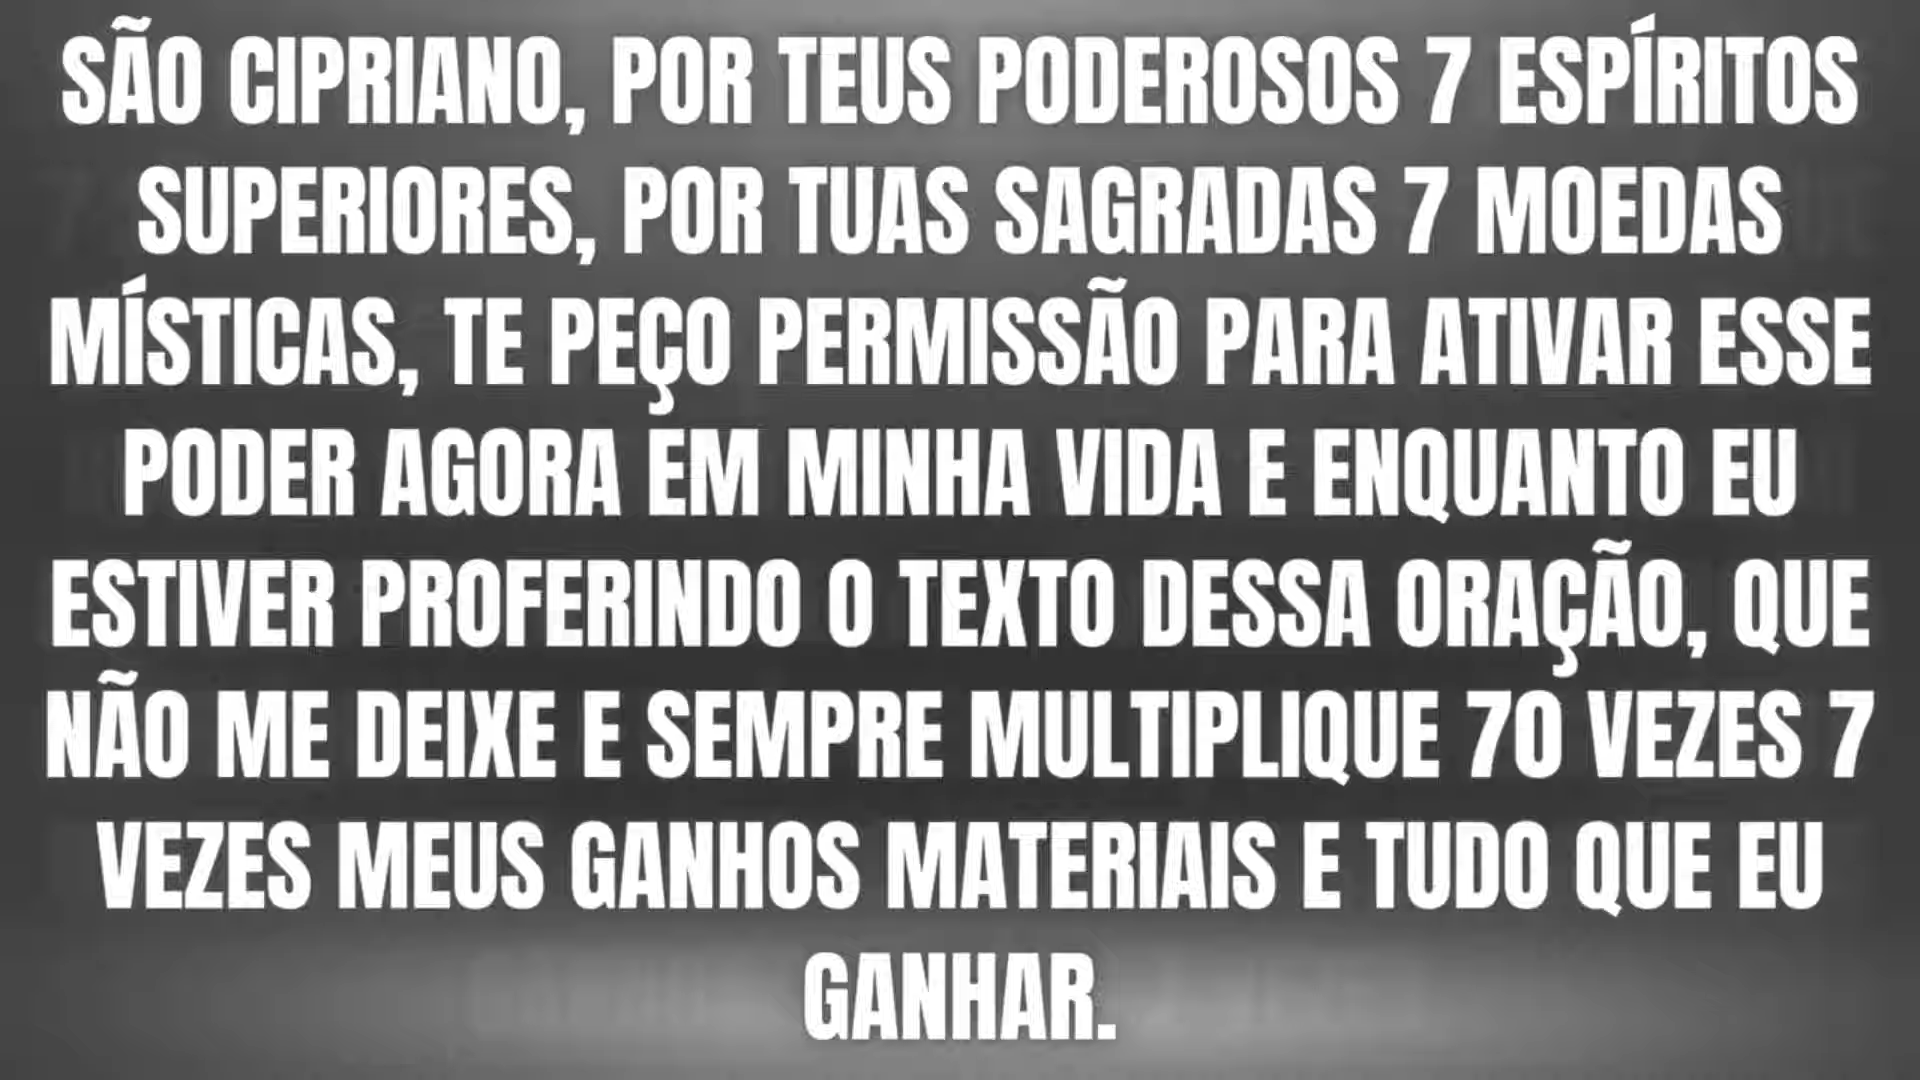 SÃO CIPRIANO, POR TEUS PODEROSOS 7 ESPÍRITOS
SUPERIORES, POR TUAS SAGRADAS 7 MOEDAS
MÍSTICAS, TE PEÇO PERMISSÃO PARA ATIVAR ESSE
PODER AGORA EM MINHA VIDA E ENQUANTO EU
ESTIVER PROFERINDO O TEXTO DESSA ORAÇÃO, QUE
NÃO ME DEIXE E SEMPRE MULTIPLIQUE 70 VEZES 7
VEZES MEUS GANHOS MATERIAIS E TUDO QUE EU
GANHAR.